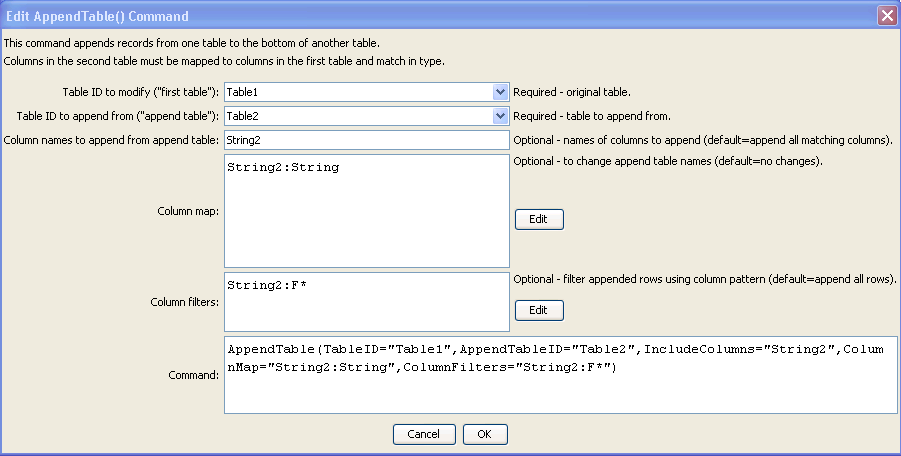 Edit AppendTable() Command
This command appends records from one table to the bottom of another table.
Columns in the second table must be mapped to columns in the first table and match in type.
Table ID to modify ("first table"): Table1 Required - original table.
Table ID to append from ("append table"): Table2 Required - table to append from.
Column names to append from append table: String2 Optional - names of columns to append (default=append all matching columns).
String2:String Optional - to change append table names (default=no changes).
Column map: Edit
String2:F* Optional - filter appended rows using column pattern (default=append all rows).
Column filters: Edit
AppendTable(TableID="Table1",AppendTableID="Table2",IncludeColumns="String2",Colum
nMap="String2:String",ColumnFilters="String2:F*")
Command:
Cancel OK